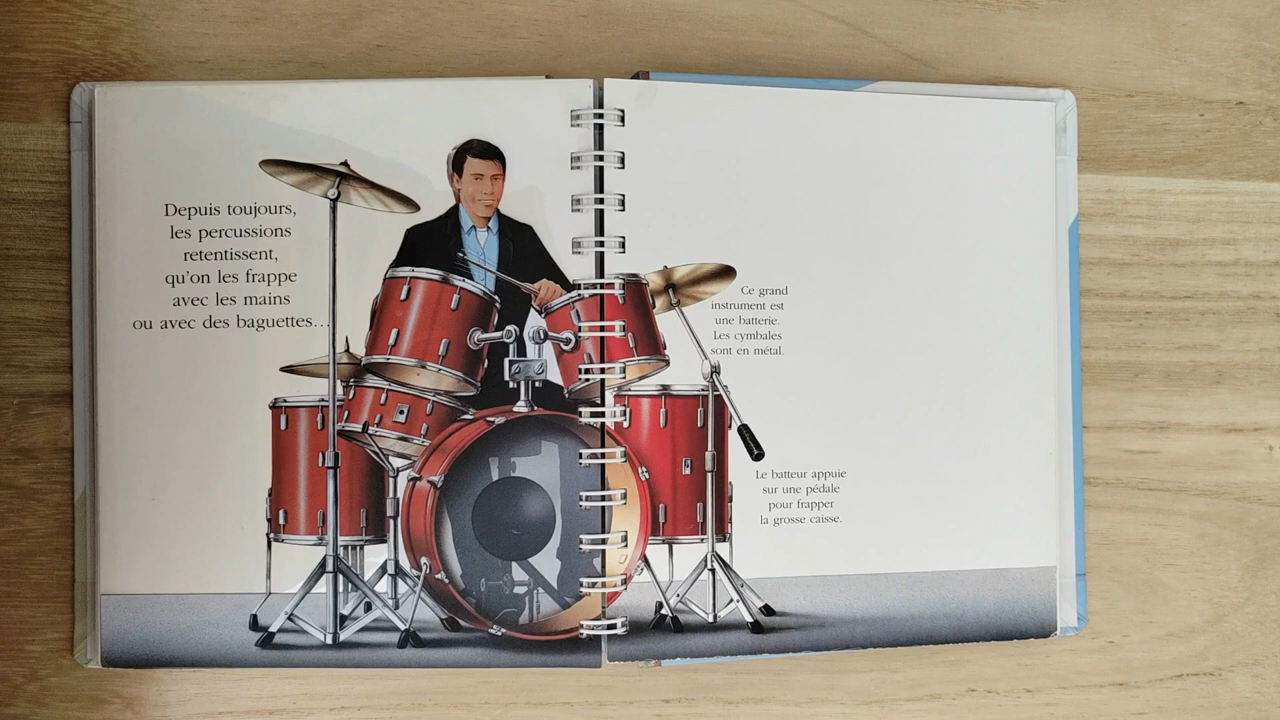 Depuis toujours,
les percussions
retentissent,
qu'on les frappe
avec les mains
ou avec des baguettes…
Ce grand
instrument est
une batterie.
Les cymbales
sont en métal.
Le batteur appuie
sur une pédale
pour frapper
la grosse caisse.